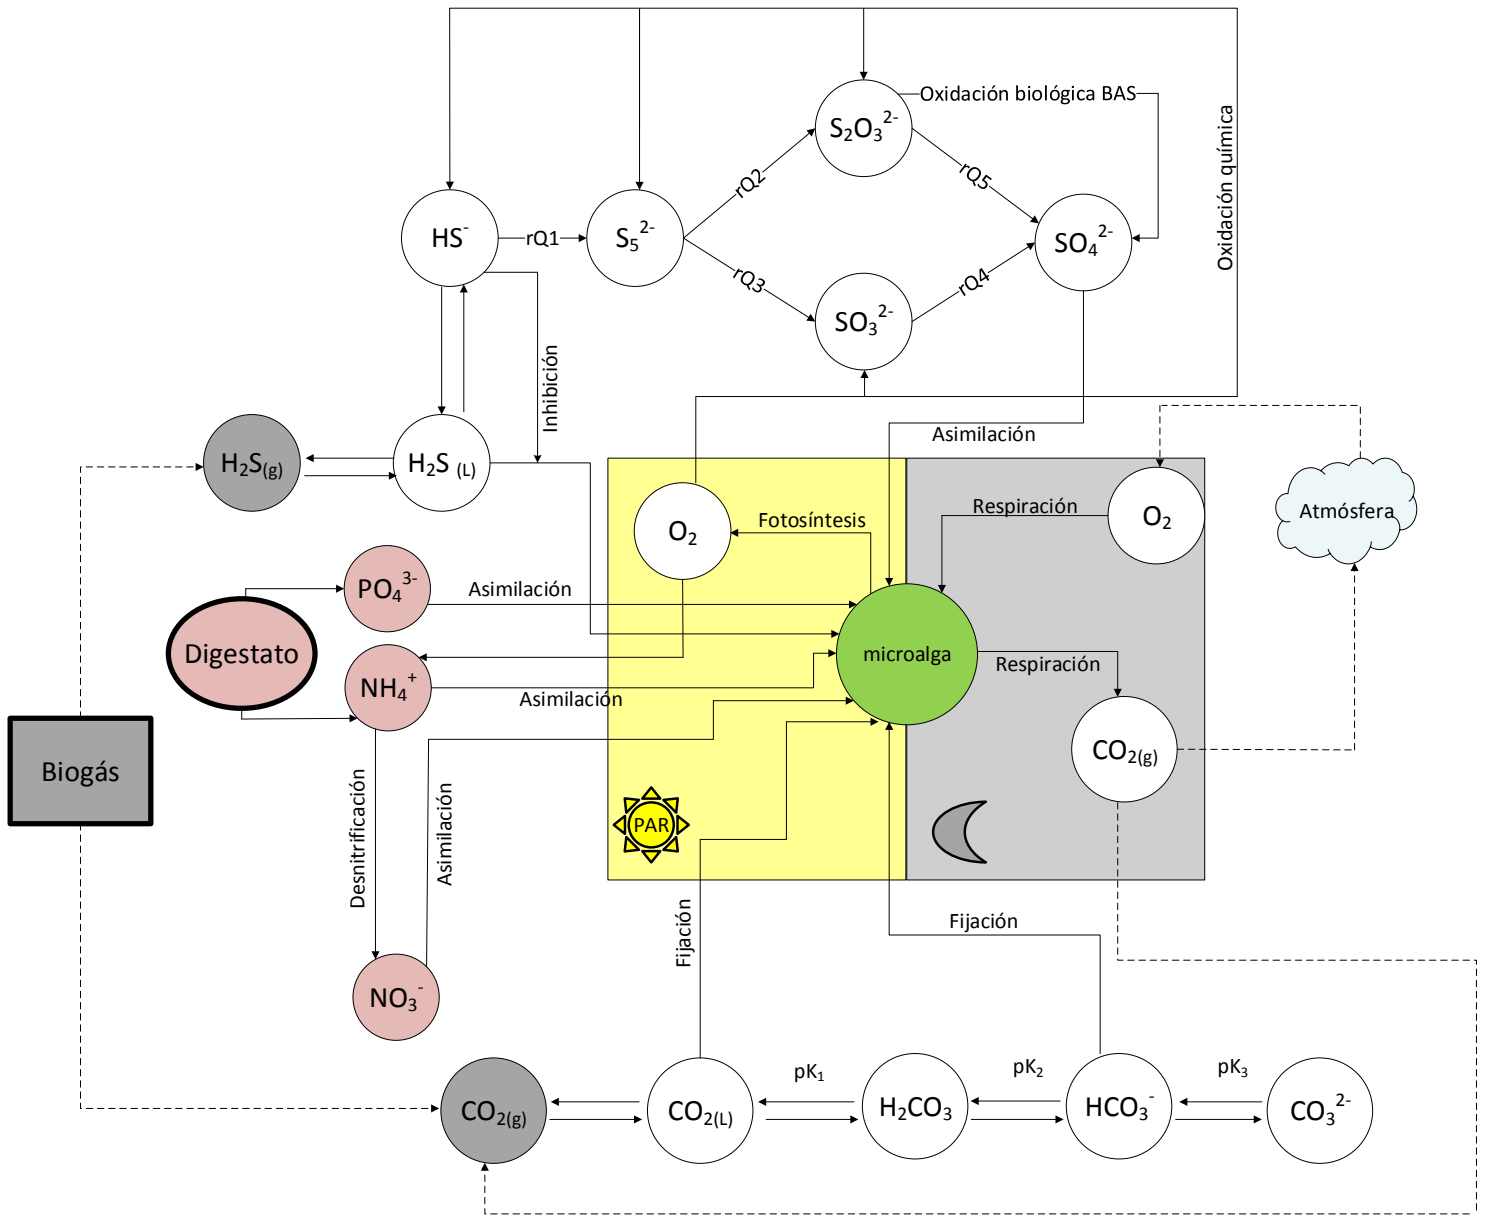 S₂O₃²⁻
Oxidación biológica BAS
Oxidación química
rQ2
rQ5
HS⁻
rQ1
S₅²⁻
SO₄²⁻
rQ3
rQ4
SO₃²⁻
Inhibición
Asimilación
H₂S(g)
H₂S (L)
O₂
Fotosíntesis
Respiración
O₂
Atmósfera
PO₄³⁻
Asimilación
Digestato
microalga
Respiración
NH₄⁺
Asimilación
Biogás
CO₂(g)
Desnitrificación
Asimilación
PAR
Fijación
Fijación
NO₃⁻
pK₁
pK₂
pK₃
CO₂(g)
CO₂(L)
H₂CO₃
HCO₃⁻
CO₃²⁻